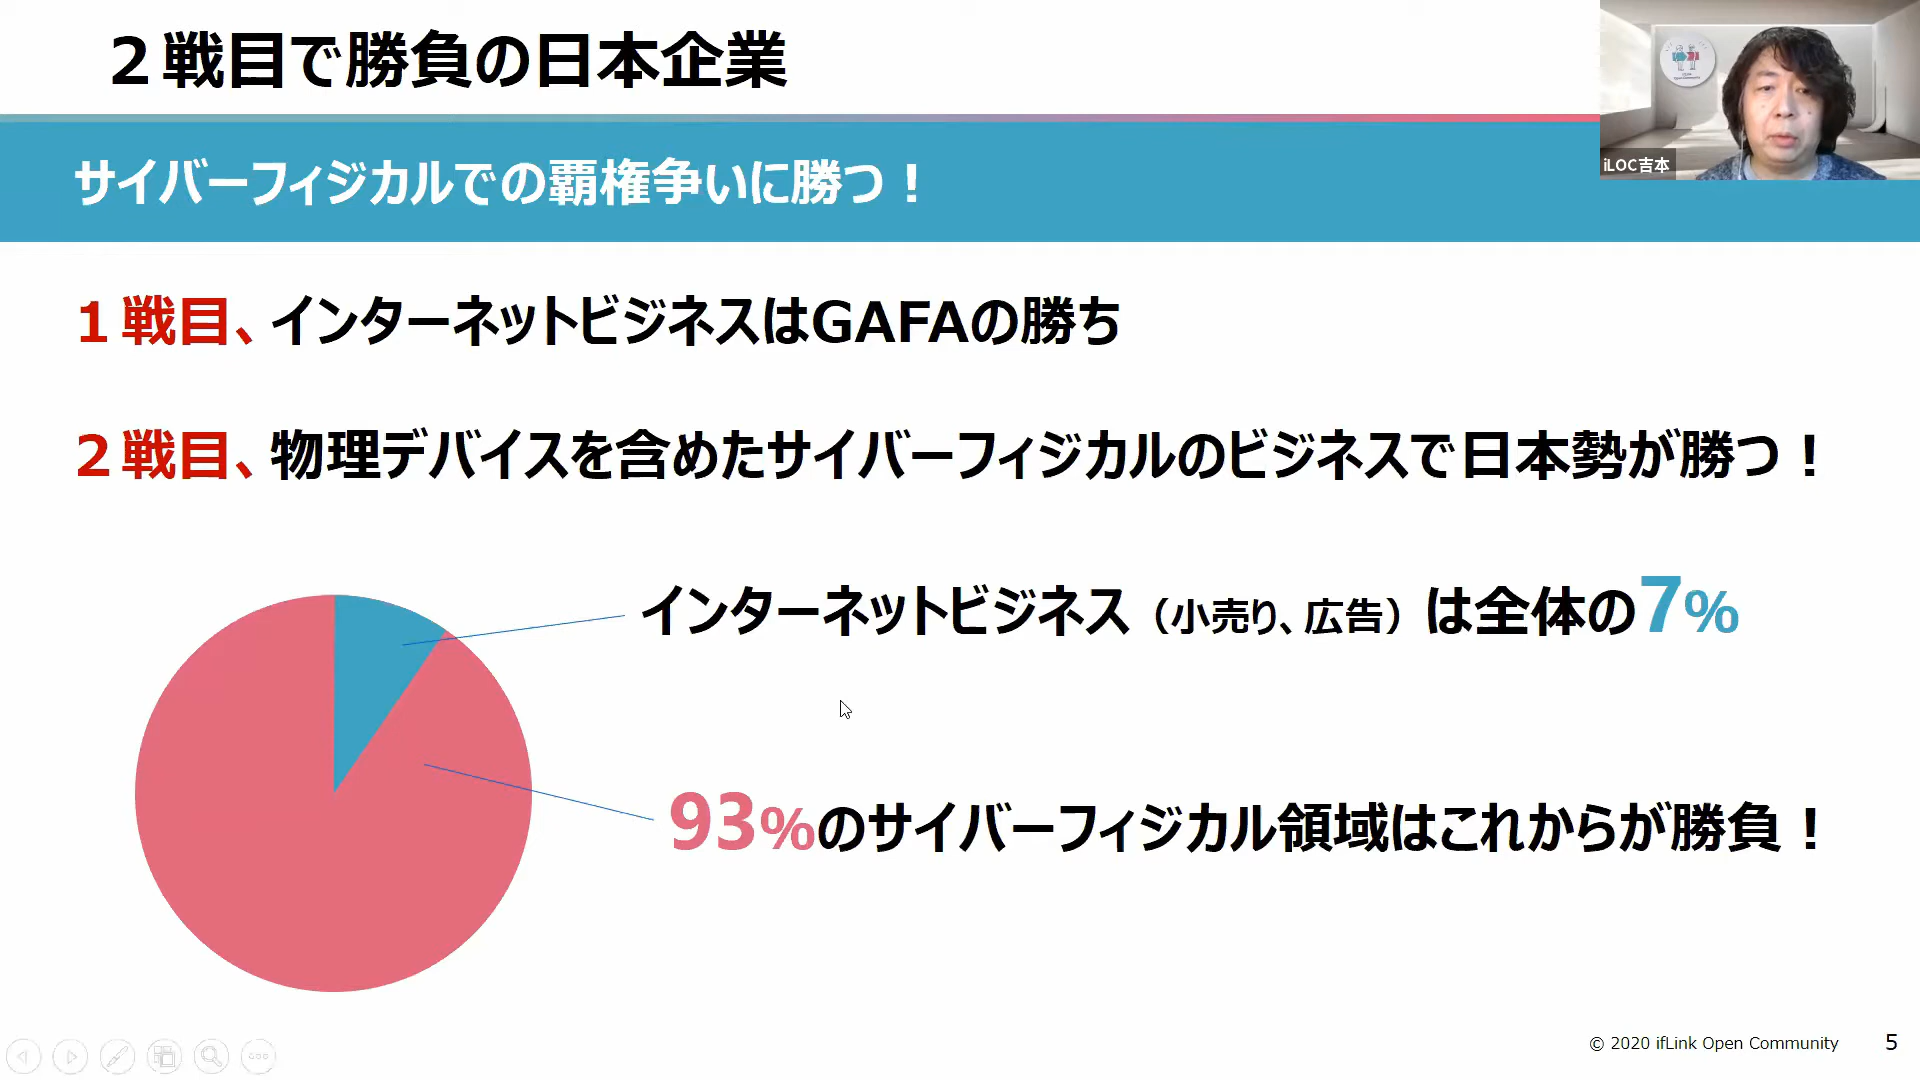 ２戦目で勝負の日本企業
サイバーフィジカルでの覇権争いに勝つ！
iLOC吉本
１戦目、インターネットビジネスはGAFAの勝ち
２戦目、物理デバイスを含めたサイバーフィジカルのビジネスで日本勢が勝つ！
インターネットビジネス（小売り、広告）は全体の7%
93%のサイバーフィジカル領域はこれからが勝負！
© 2020 ifLink Open Community
5